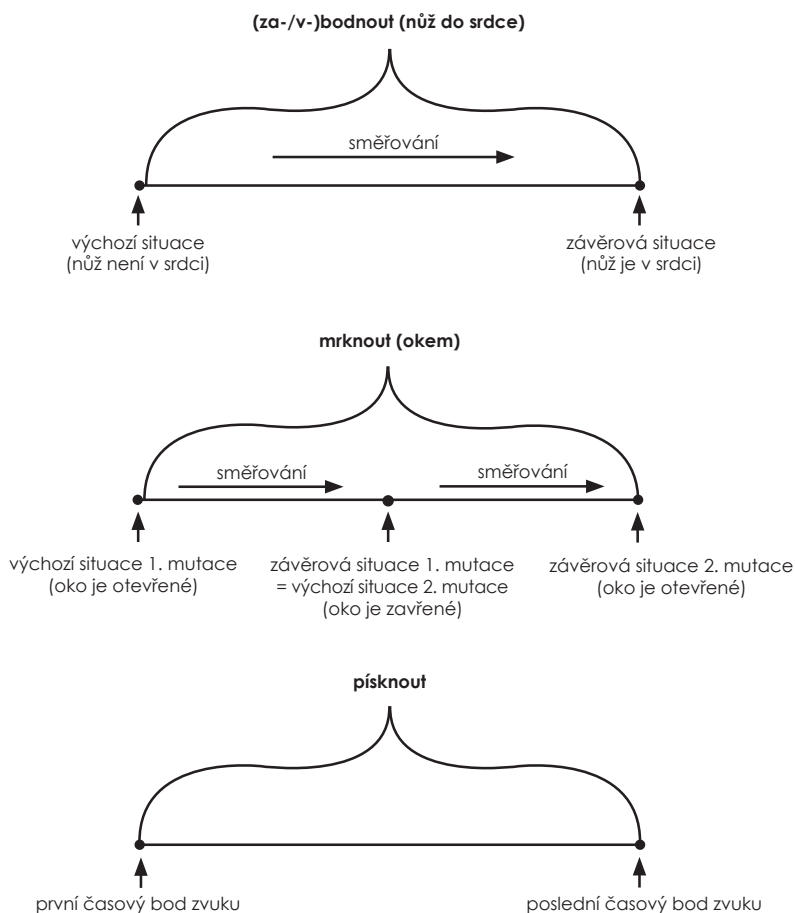 (za-/v-)bodnout (nůž do srdce)
směřování
výchozí situace
(nůž není v srdci)
závěrová situace
(nůž je v srdci)
mrknout (okem)
směřování
směřování
výchozí situace 1. mutace
(oko je otevřené)
závěrová situace 1. mutace
= výchozí situace 2. mutace
(oko je zavřené)
závěrová situace 2. mutace
(oko je otevřené)
písknout
první časový bod zvuku
poslední časový bod zvuku